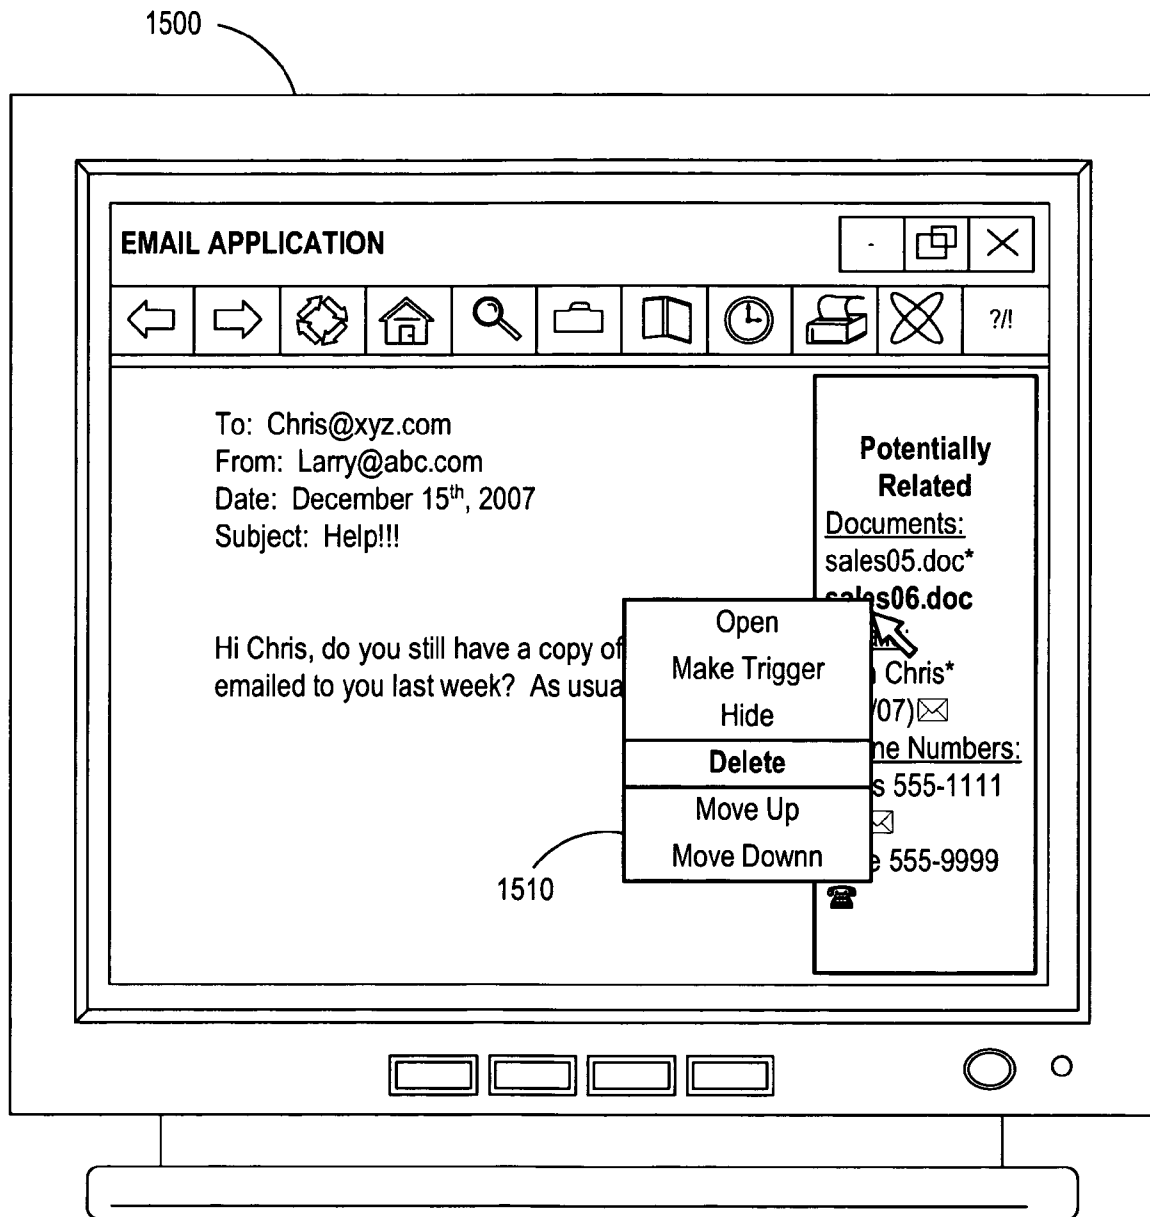 1500
EMAIL APPLICATION
?/!
To: Chris@xyz.com
From: Larry@abc.com
Date: December 15th, 2007
Subject: Help!!!
Hi Chris, do you still have a copy of
emailed to you last week? As usua
Potentially
Related
Documents:
sales05.doc*
sales06.doc
Chris*
/07)
ne Numbers:
s 555-1111
e 555-9999
Open
Make Trigger
Hide
Delete
Move Up
Move Downn
1510